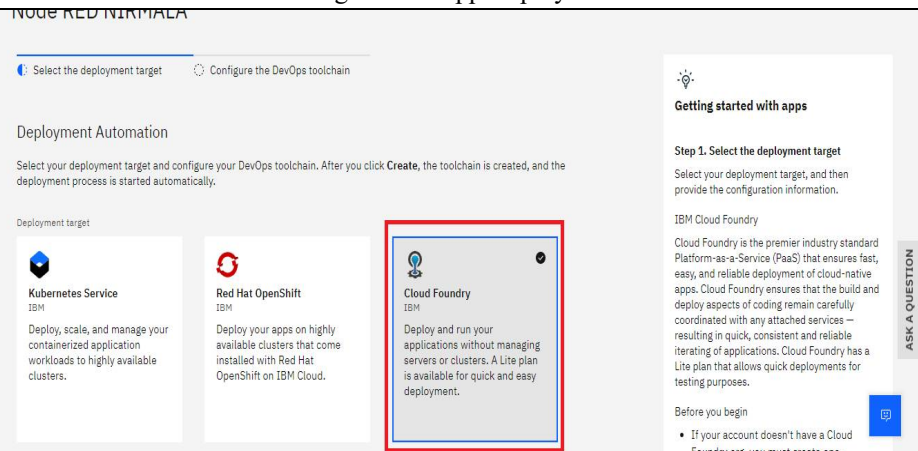 Node RED NIRMALA
Select the deployment target
Configure the DevOps toolchain
Deployment Automation
Select your deployment target and configure your DevOps toolchain. After you click Create, the toolchain is created, and the
deployment process is started automatically.
Deployment target
Kubernetes Service
IBM
Deploy, scale, and manage your
containerized application
workloads to highly available
clusters.
Red Hat OpenShift
IBM
Deploy your apps on highly
available clusters that come
installed with Red Hat
OpenShift on IBM Cloud.
Cloud Foundry
IBM
Deploy and run your
applications without managing
servers or clusters. A Lite plan
is available for quick and easy
deployment.
Getting started with apps
Step 1. Select the deployment target
Select your deployment target, and then
provide the configuration information.
IBM Cloud Foundry
Cloud Foundry is the premier industry standard
Platform-as-a-Service (PaaS) that ensures fast,
easy, and reliable deployment of cloud-native
apps. Cloud Foundry ensures that the build and
deploy aspects of coding remain carefully
coordinated with any attached services —
resulting in quick, consistent and reliable
iterating of applications. Cloud Foundry has a
Lite plan that allows quick deployments for
testing purposes.
Before you begin
• If your account doesn't have a Cloud
Foundry org, you must create one
ASK A QUESTION